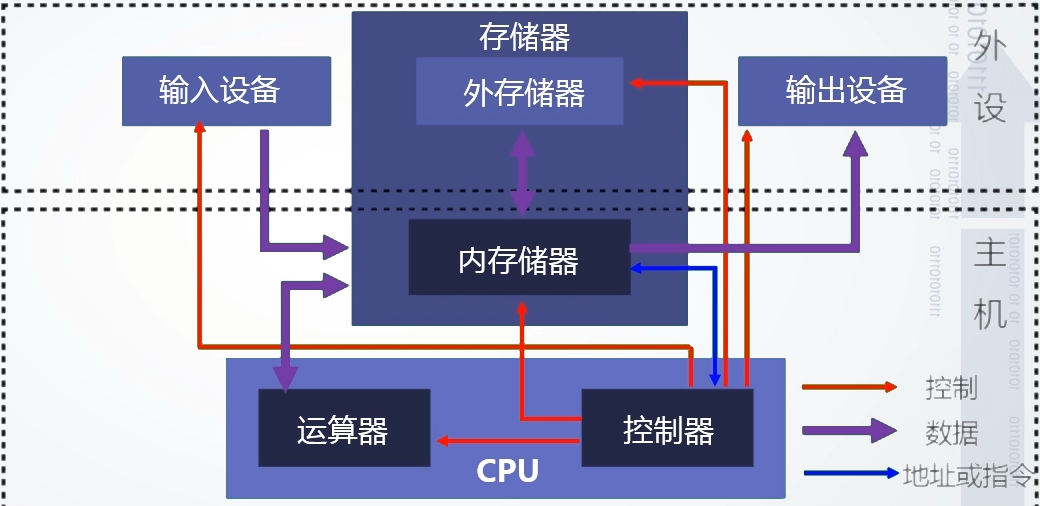 存储器
外存储器
输入设备
输出设备
外
设
内存储器
主
机
运算器
控制器
CPU
控制
数据
地址或指令